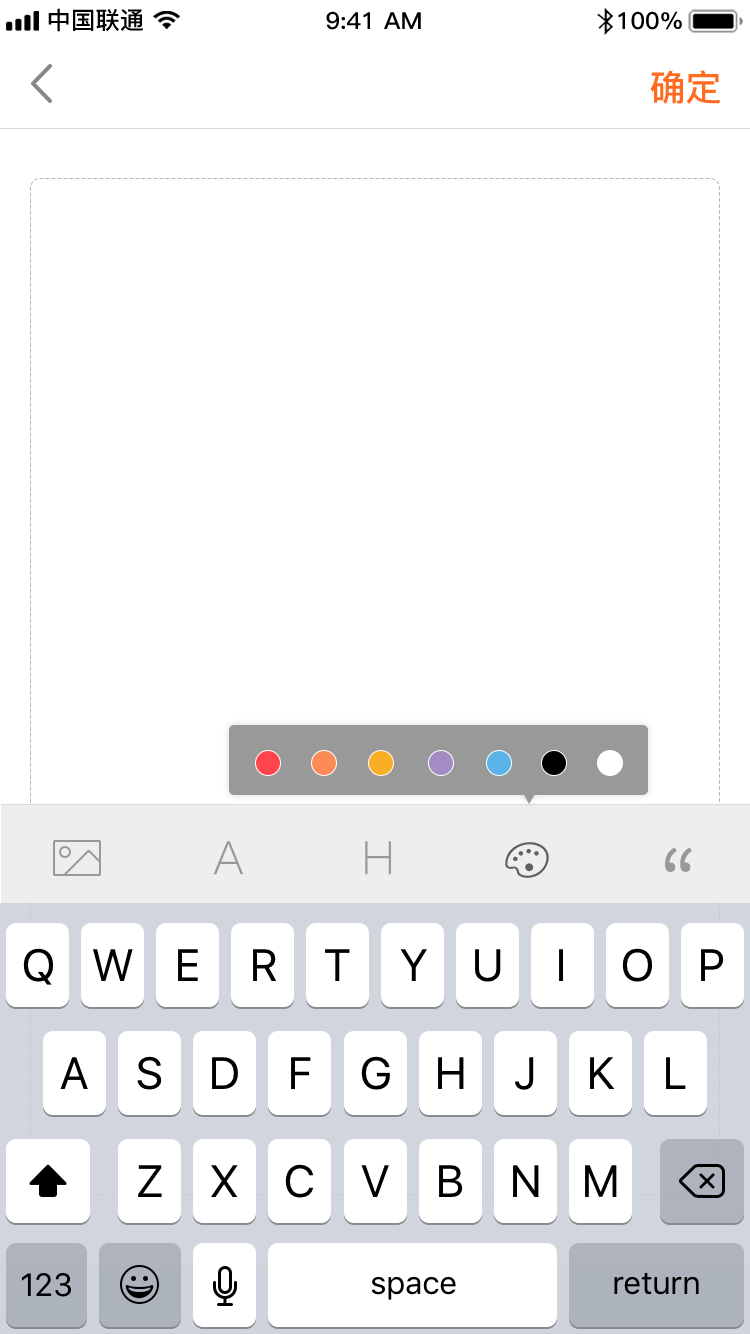 中国联通 9:41 AM 100%
确定
A H “
Q W E R T Y U I O P
A S D F G H J K L
Z X C V B N M
123 space return